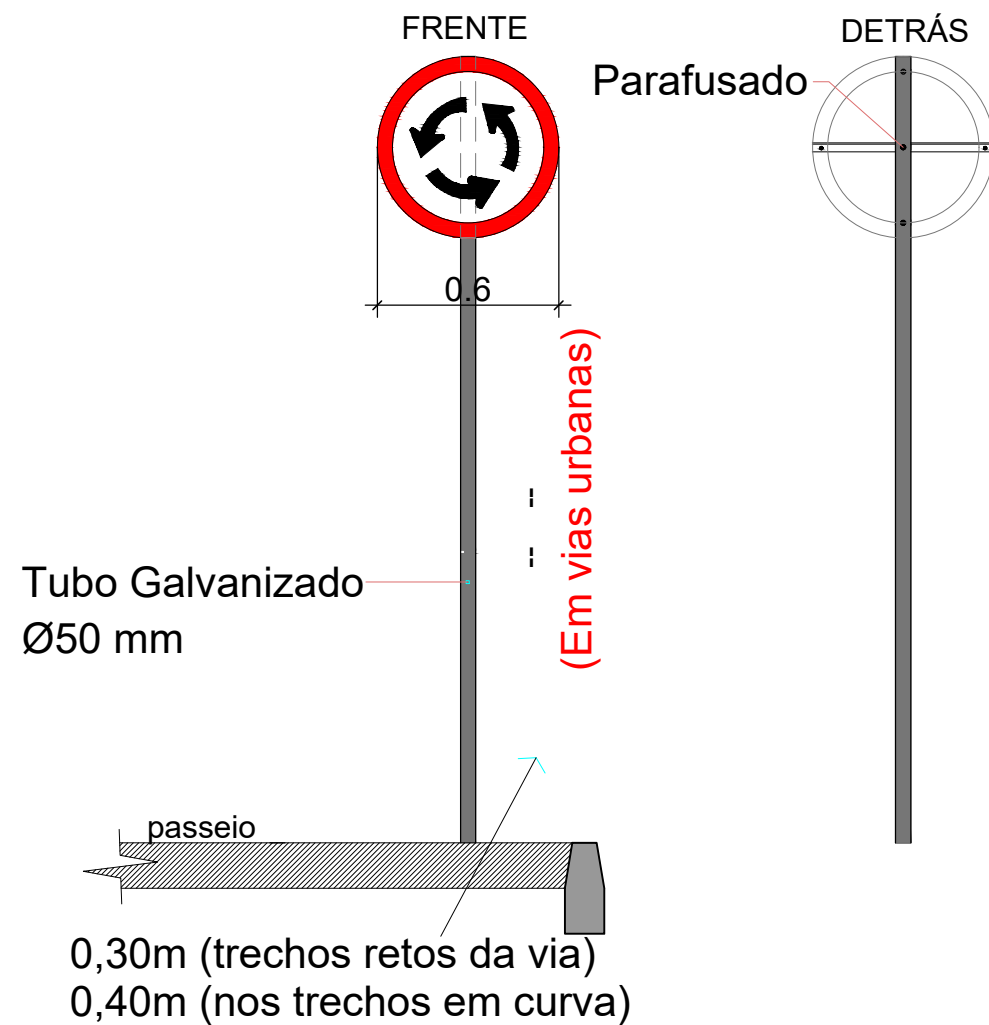 FRENTE
DETRÁS
Parafusado
0.6
(Em vias urbanas)
Tubo Galvanizado
Ø50 mm
passeio
0,30m (trechos retos da via)
0,40m (nos trechos em curva)